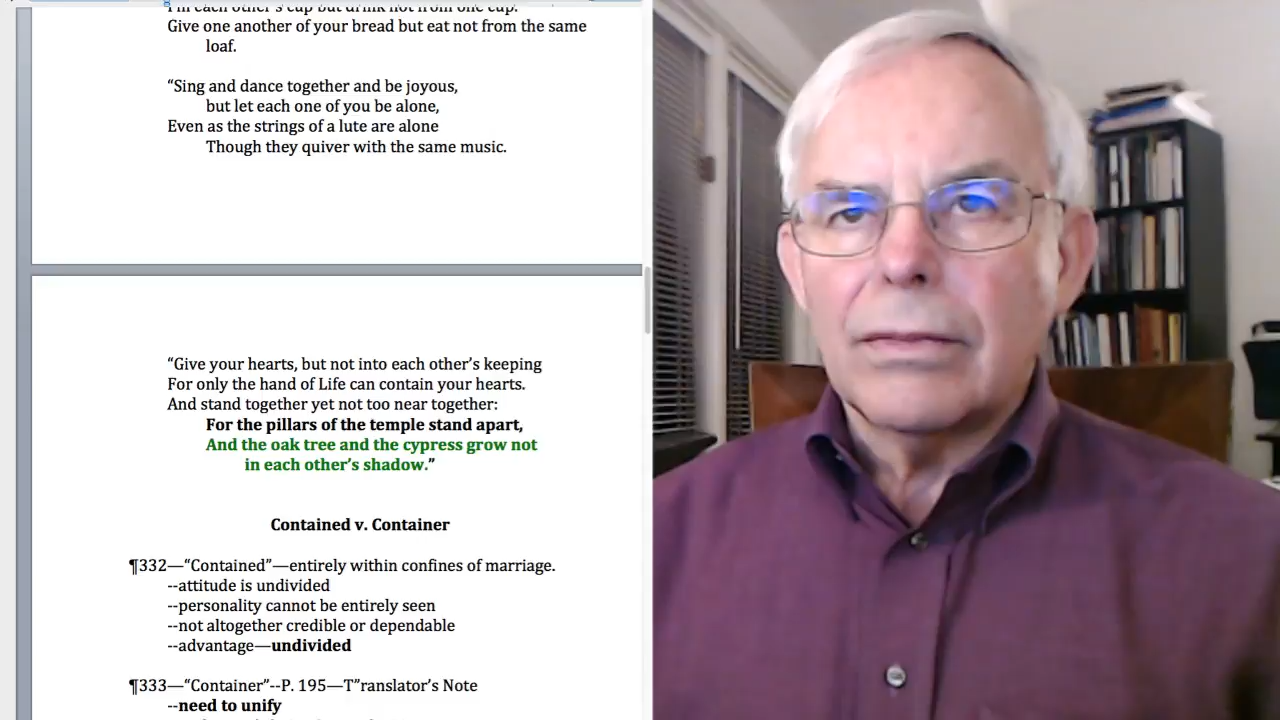 Give one another of your bread but eat not from the same
loaf.
“Sing and dance together and be joyous,
but let each one of you be alone,
Even as the strings of a lute are alone
Though they quiver with the same music.
“Give your hearts, but not into each other’s keeping
For only the hand of Life can contain your hearts.
And stand together yet not too near together:
For the pillars of the temple stand apart,
And the oak tree and the cypress grow not
in each other’s shadow.”
Contained v. Container
¶332—“Contained”—entirely within confines of marriage.
--attitude is undivided
--personality cannot be entirely seen
--not altogether credible or dependable
--advantage—undivided
¶333—“Container”--P. 195—T”ranslator’s Note
--need to unify